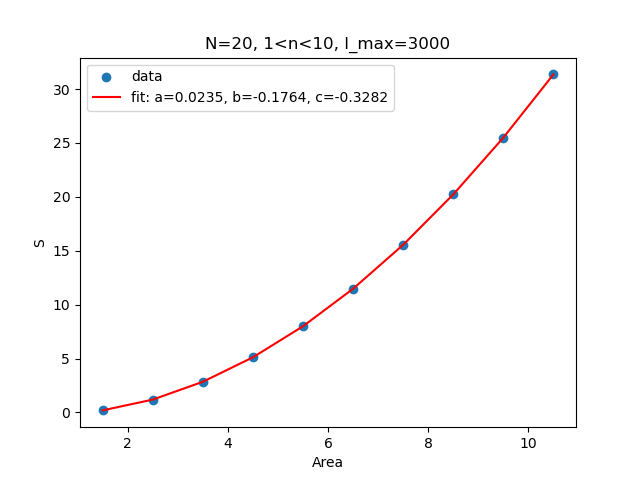 N=20, 1<n<10, l_max=3000
data
fit: a=0.0235, b=-0.1764, c=-0.3282
S
30
25
20
15
10
5
0
2 4 6 8 10
Area